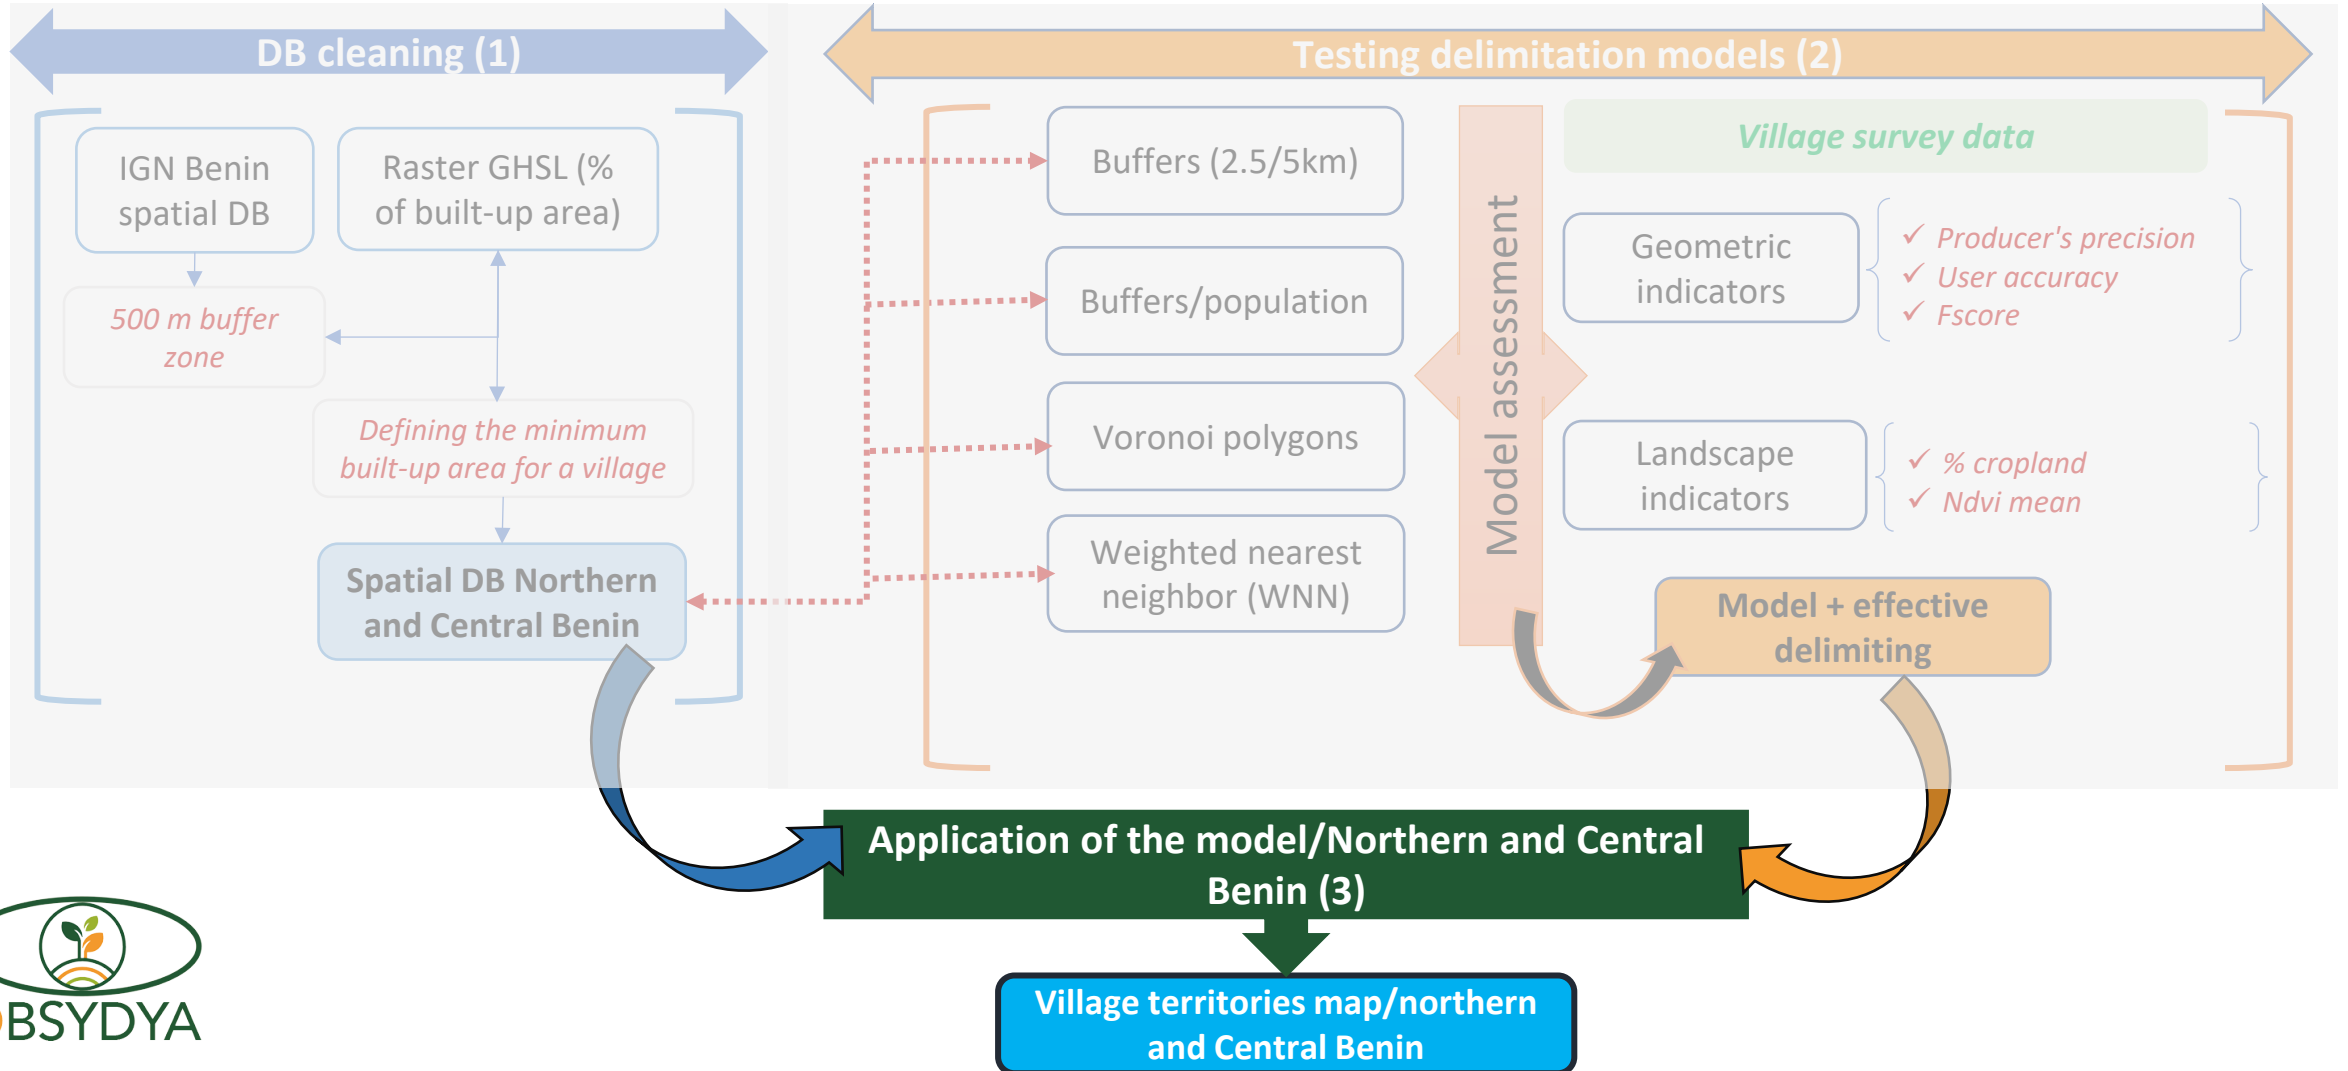 DB cleaning (1)
IGN Benin
spatial DB
Raster GHSL (%
of built-up area)
500 m buffer
zone
Defining the minimum
built-up area for a village
Spatial DB Northern
and Central Benin
Testing delimitation models (2)
Buffers (2.5/5km)
Buffers/population
Voronoi polygons
Weighted nearest
neighbor (WNN)
Model assessment
Village survey data
Geometric
indicators
✓ Producer's precision
✓ User accuracy
✓ Fscore
Landscape
indicators
✓ % cropland
✓ Ndvi mean
Model + effective
delimiting
Application of the model/Northern and Central
Benin (3)
Village territories map/northern
and Central Benin
OBSYDYA